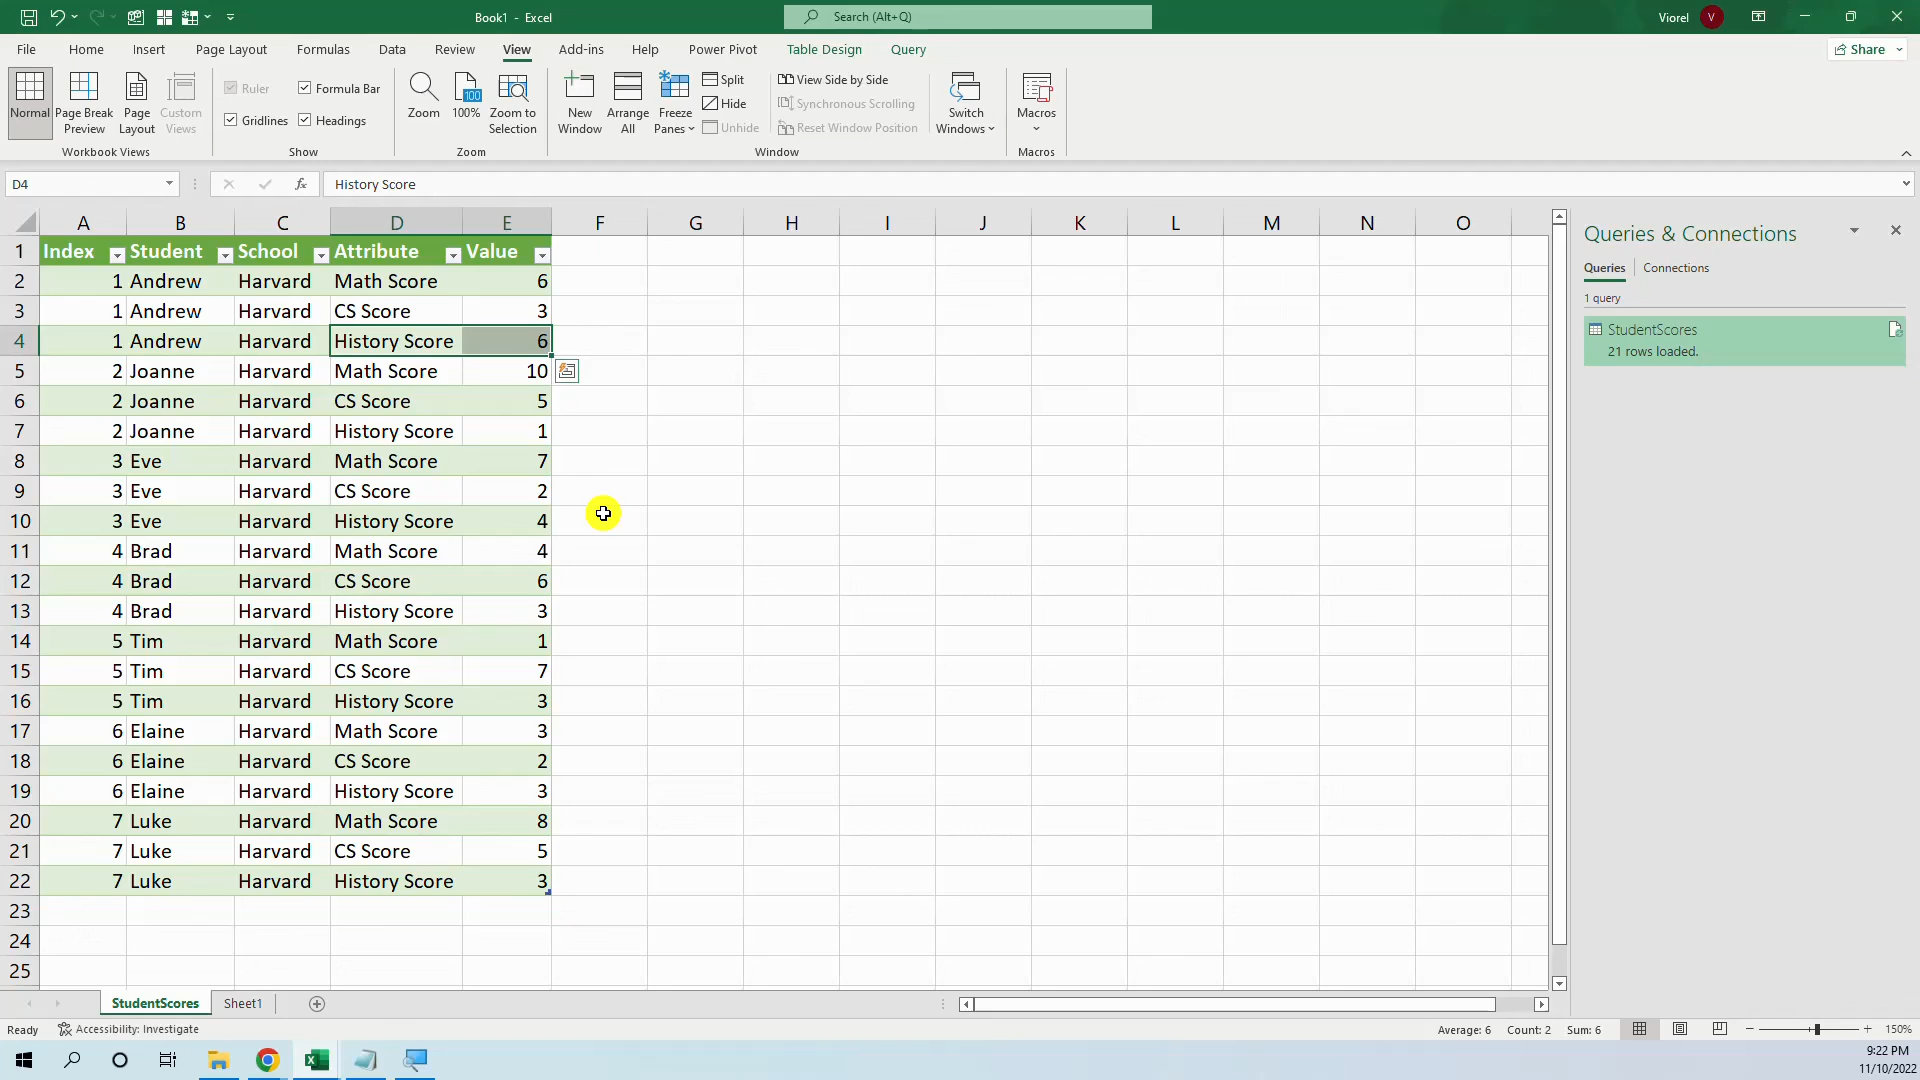 Book1 - Excel
Search (Alt+Q)
Viorel V
File Home Insert Page Layout Formulas Data Review View Add-ins Help Power Pivot Table Design Query Share
Normal Page Break Preview Page Layout Custom Views
Workbook Views
Ruler Formula Bar
Gridlines Headings
Show
Zoom 100% Zoom to Selection
Zoom
New Window Arrange All Freeze Panes
Split
Hide
Unhide
View Side by Side
Synchronous Scrolling
Reset Window Position
Window
Switch Windows
Macros
Macros
D4 fx History Score
A B C D E F G H I J K L M N O
1 Index Student School Attribute Value
2 1 Andrew Harvard Math Score 6
3 1 Andrew Harvard CS Score 3
4 1 Andrew Harvard History Score 6
5 2 Joanne Harvard Math Score 10
6 2 Joanne Harvard CS Score 5
7 2 Joanne Harvard History Score 1
8 3 Eve Harvard Math Score 7
9 3 Eve Harvard CS Score 2
10 3 Eve Harvard History Score 4
11 4 Brad Harvard Math Score 4
12 4 Brad Harvard CS Score 6
13 4 Brad Harvard History Score 3
14 5 Tim Harvard Math Score 1
15 5 Tim Harvard CS Score 7
16 5 Tim Harvard History Score 3
17 6 Elaine Harvard Math Score 3
18 6 Elaine Harvard CS Score 2
19 6 Elaine Harvard History Score 3
20 7 Luke Harvard Math Score 8
21 7 Luke Harvard CS Score 5
22 7 Luke Harvard History Score 3
23
24
25
Queries & Connections
Queries Connections
1 query
StudentScores
21 rows loaded.
StudentScores Sheet1
Ready Accessibility: Investigate Average: 6 Count: 2 Sum: 6 150%
9:22 PM
11/10/2022